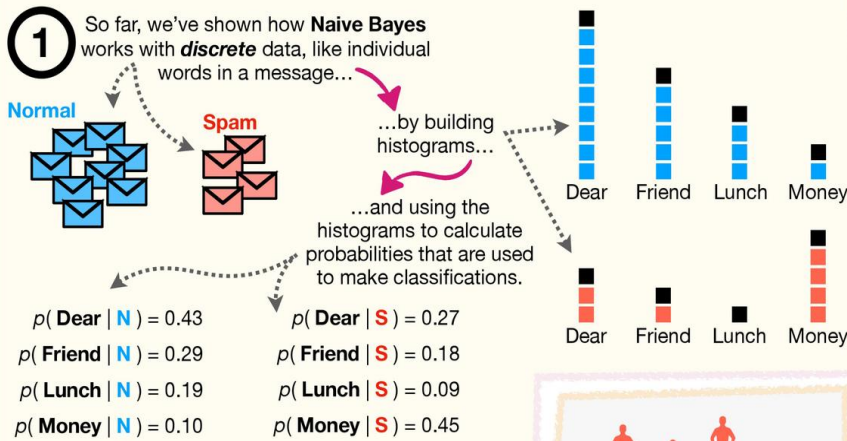 1
So far, we've shown how Naive Bayes
works with discrete data, like individual
words in a message…
Normal
Spam
…by building
histograms…
…and using the
histograms to calculate
probabilities that are used
to make classifications.
Dear Friend Lunch Money
Dear Friend Lunch Money
p( Dear | N ) = 0.43
p( Friend | N ) = 0.29
p( Lunch | N ) = 0.19
p( Money | N ) = 0.10
p( Dear | S ) = 0.27
p( Friend | S ) = 0.18
p( Lunch | S ) = 0.09
p( Money | S ) = 0.45